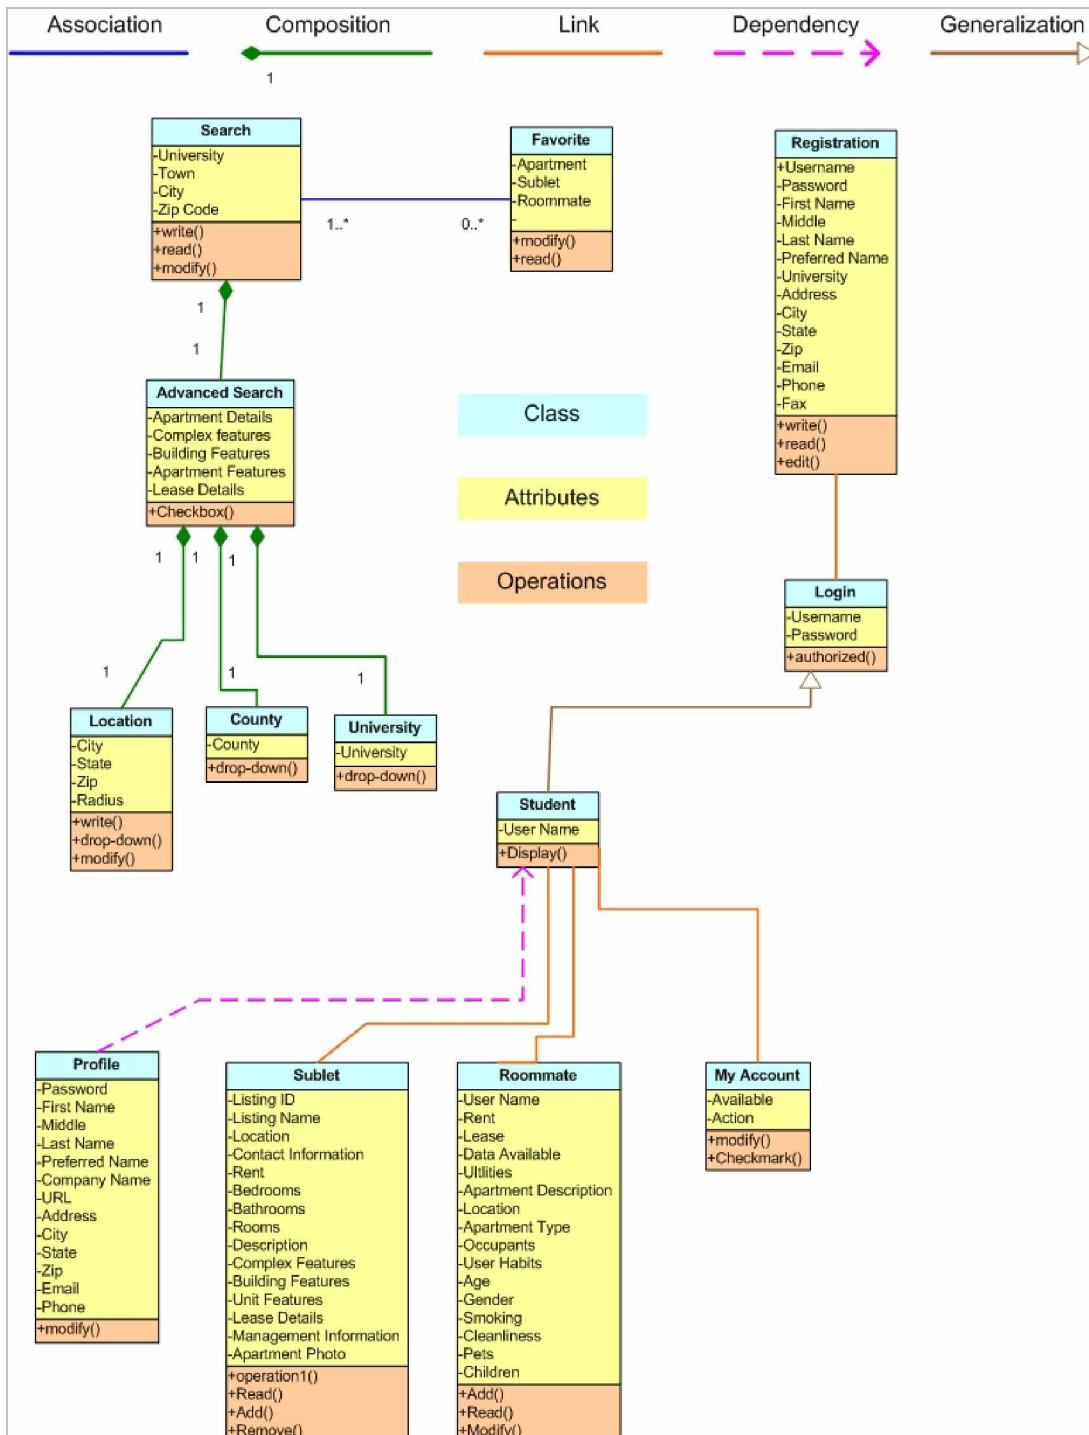 Association
Composition
Link
Dependency
Generalization
1
Search
-University
-Town
-City
-Zip Code
+write()
+read()
+modify()
1..*
0..*
Favorite
-Apartment
-Sublet
-Roommate
-
+modify()
+read()
Registration
+Username
-Password
-First Name
-Middle
-Last Name
-Preferred Name
-University
-Address
-City
-State
-Zip
-Email
-Phone
-Fax
+write()
+read()
+edit()
1
1
Advanced Search
-Apartment Details
-Complex features
-Building Features
-Apartment Features
-Lease Details
+Checkbox()
Class
Attributes
Operations
1
1
1
1
1
1
Login
-Username
-Password
+authorized()
Location
-City
-State
-Zip
-Radius
+write()
+drop-down()
+modify()
County
-County
+drop-down()
University
-University
+drop-down()
Student
-User Name
+Display()
Profile
-Password
-First Name
-Middle
-Last Name
-Preferred Name
-Company Name
-URL
-Address
-City
-State
-Zip
-Email
-Phone
+modify()
Sublet
-Listing ID
-Listing Name
-Location
-Contact Information
-Rent
-Bedrooms
-Bathrooms
-Rooms
-Description
-Complex Features
-Building Features
-Unit Features
-Lease Details
-Management Information
-Apartment Photo
+operation1()
+Read()
+Add()
+Remove()
Roommate
-User Name
-Rent
-Lease
-Data Available
-Ultlities
-Apartment Description
-Location
-Apartment Type
-Occupants
-User Habits
-Age
-Gender
-Smoking
-Cleanliness
-Pets
-Children
+Add()
+Read()
+Modify()
My Account
-Available
-Action
+modify()
+Checkmark()